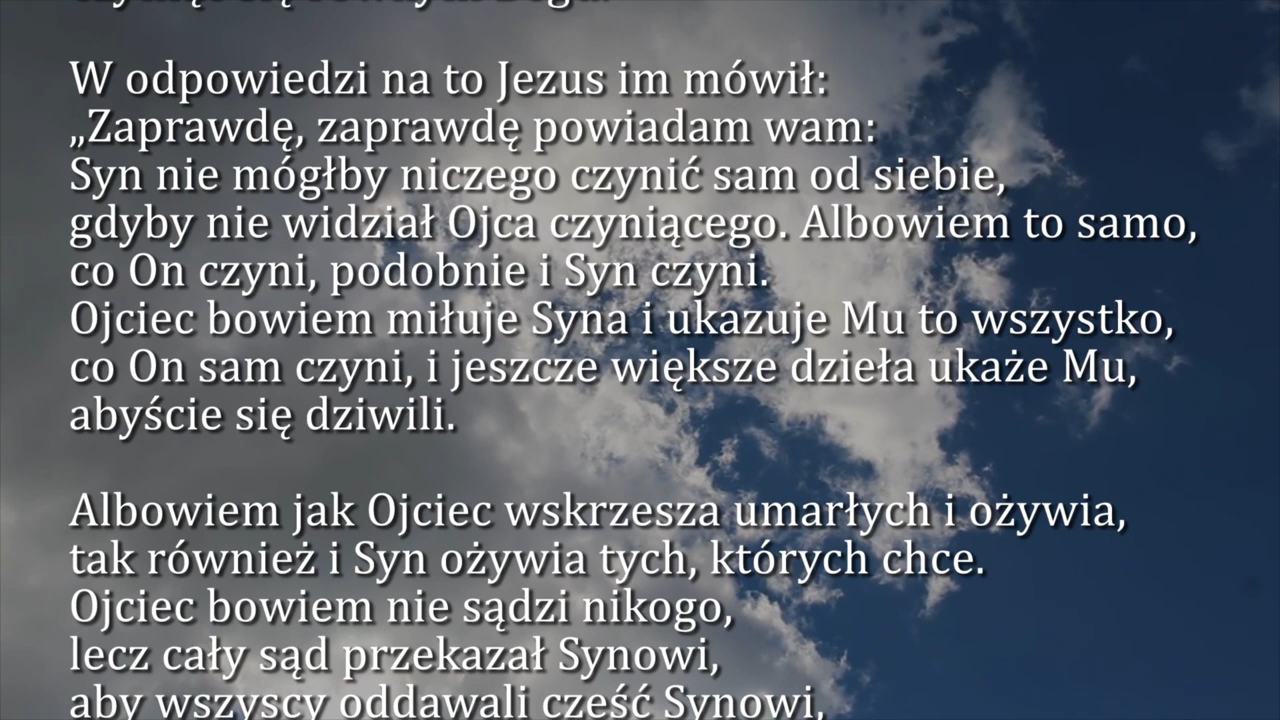 W odpowiedzi na to Jezus im mówił:
„Zaprawdę, zaprawdę powiadam wam:
Syn nie mógłby niczego czynić sam od siebie,
gdyby nie widział Ojca czyniącego. Albowiem to samo,
co On czyni, podobnie i Syn czyni.
Ojciec bowiem miłuje Syna i ukazuje Mu to wszystko,
co On sam czyni, i jeszcze większe dzieła ukaże Mu,
abyście się dziwili.
Albowiem jak Ojciec wskrzesza umarłych i ożywia,
tak również i Syn ożywia tych, których chce.
Ojciec bowiem nie sądzi nikogo,
lecz cały sąd przekazał Synowi,
aby wszyscy oddawali cześć Synowi,